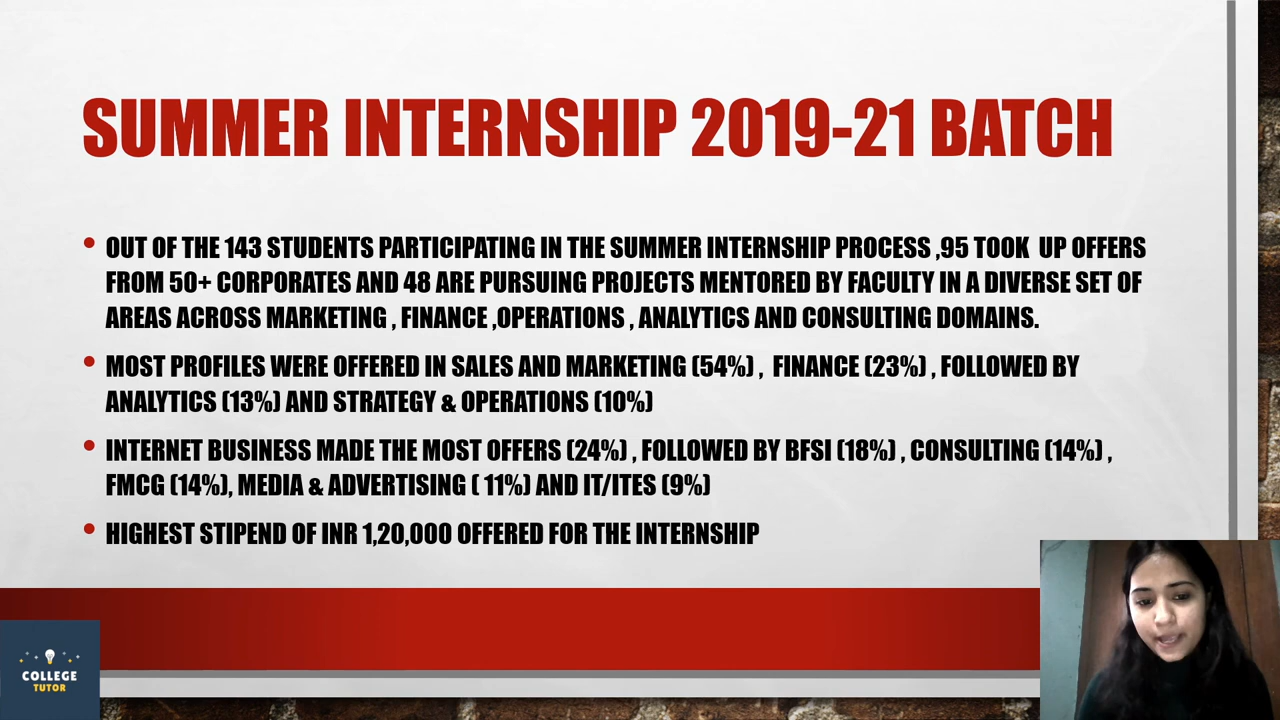 SUMMER INTERNSHIP 2019-21 BATCH
• OUT OF THE 143 STUDENTS PARTICIPATING IN THE SUMMER INTERNSHIP PROCESS ,95 TOOK  UP OFFERS
FROM 50+ CORPORATES AND 48 ARE PURSUING PROJECTS MENTORED BY FACULTY IN A DIVERSE SET OF
AREAS ACROSS MARKETING , FINANCE ,OPERATIONS , ANALYTICS AND CONSULTING DOMAINS.
• MOST PROFILES WERE OFFERED IN SALES AND MARKETING (54%) ,  FINANCE (23%) , FOLLOWED BY
ANALYTICS (13%) AND STRATEGY & OPERATIONS (10%)
• INTERNET BUSINESS MADE THE MOST OFFERS (24%) , FOLLOWED BY BFSI (18%) , CONSULTING (14%) ,
FMCG (14%), MEDIA & ADVERTISING ( 11%) AND IT/ITES (9%)
• HIGHEST STIPEND OF INR 1,20,000 OFFERED FOR THE INTERNSHIP
COLLEGE
TUTOR